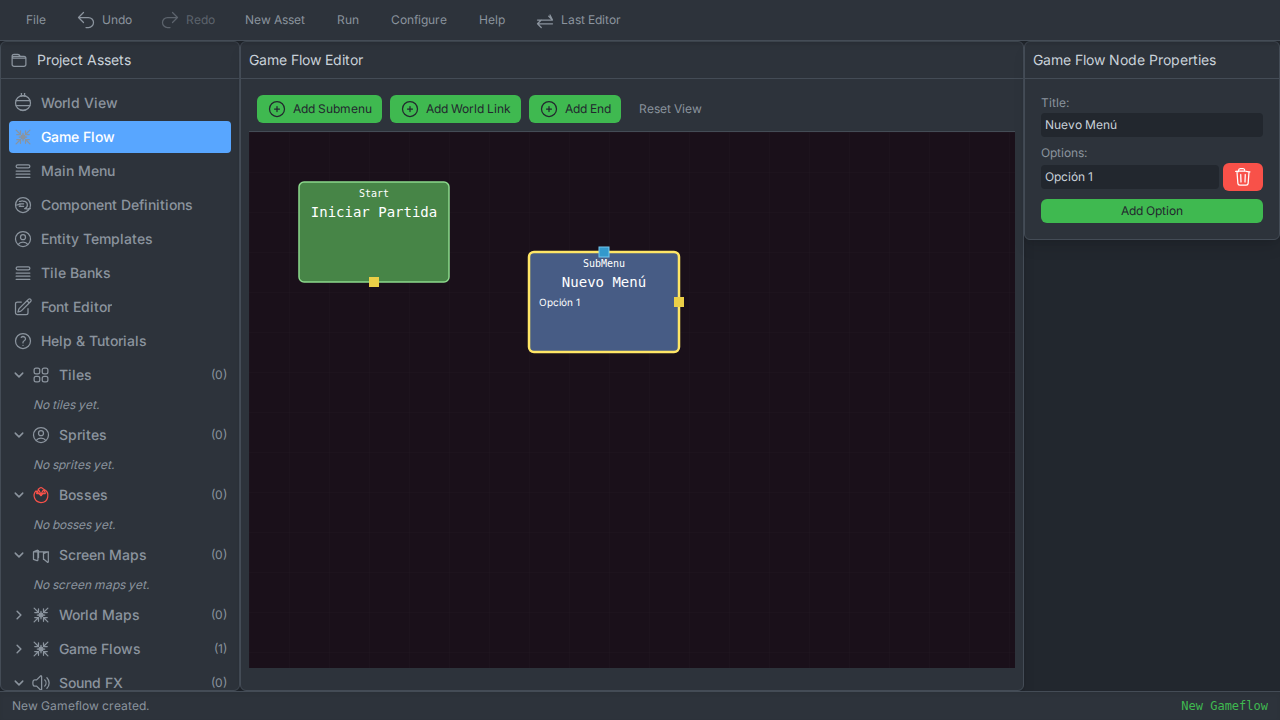 File Undo Redo New Asset Run Configure Help Last Editor
Project Assets
World View
Game Flow
Main Menu
Component Definitions
Entity Templates
Tile Banks
Font Editor
Help & Tutorials
Tiles (0)
No tiles yet.
Sprites (0)
No sprites yet.
Bosses (0)
No bosses yet.
Screen Maps (0)
No screen maps yet.
World Maps (0)
Game Flows (1)
Sound FX (0)
Game Flow Editor
Add Submenu Add World Link Add End Reset View
Start
Iniciar Partida
SubMenu
Nuevo Menú
Opción 1
Game Flow Node Properties
Title:
Nuevo Menú
Options:
Opción 1
Add Option
New Gameflow created.
New Gameflow